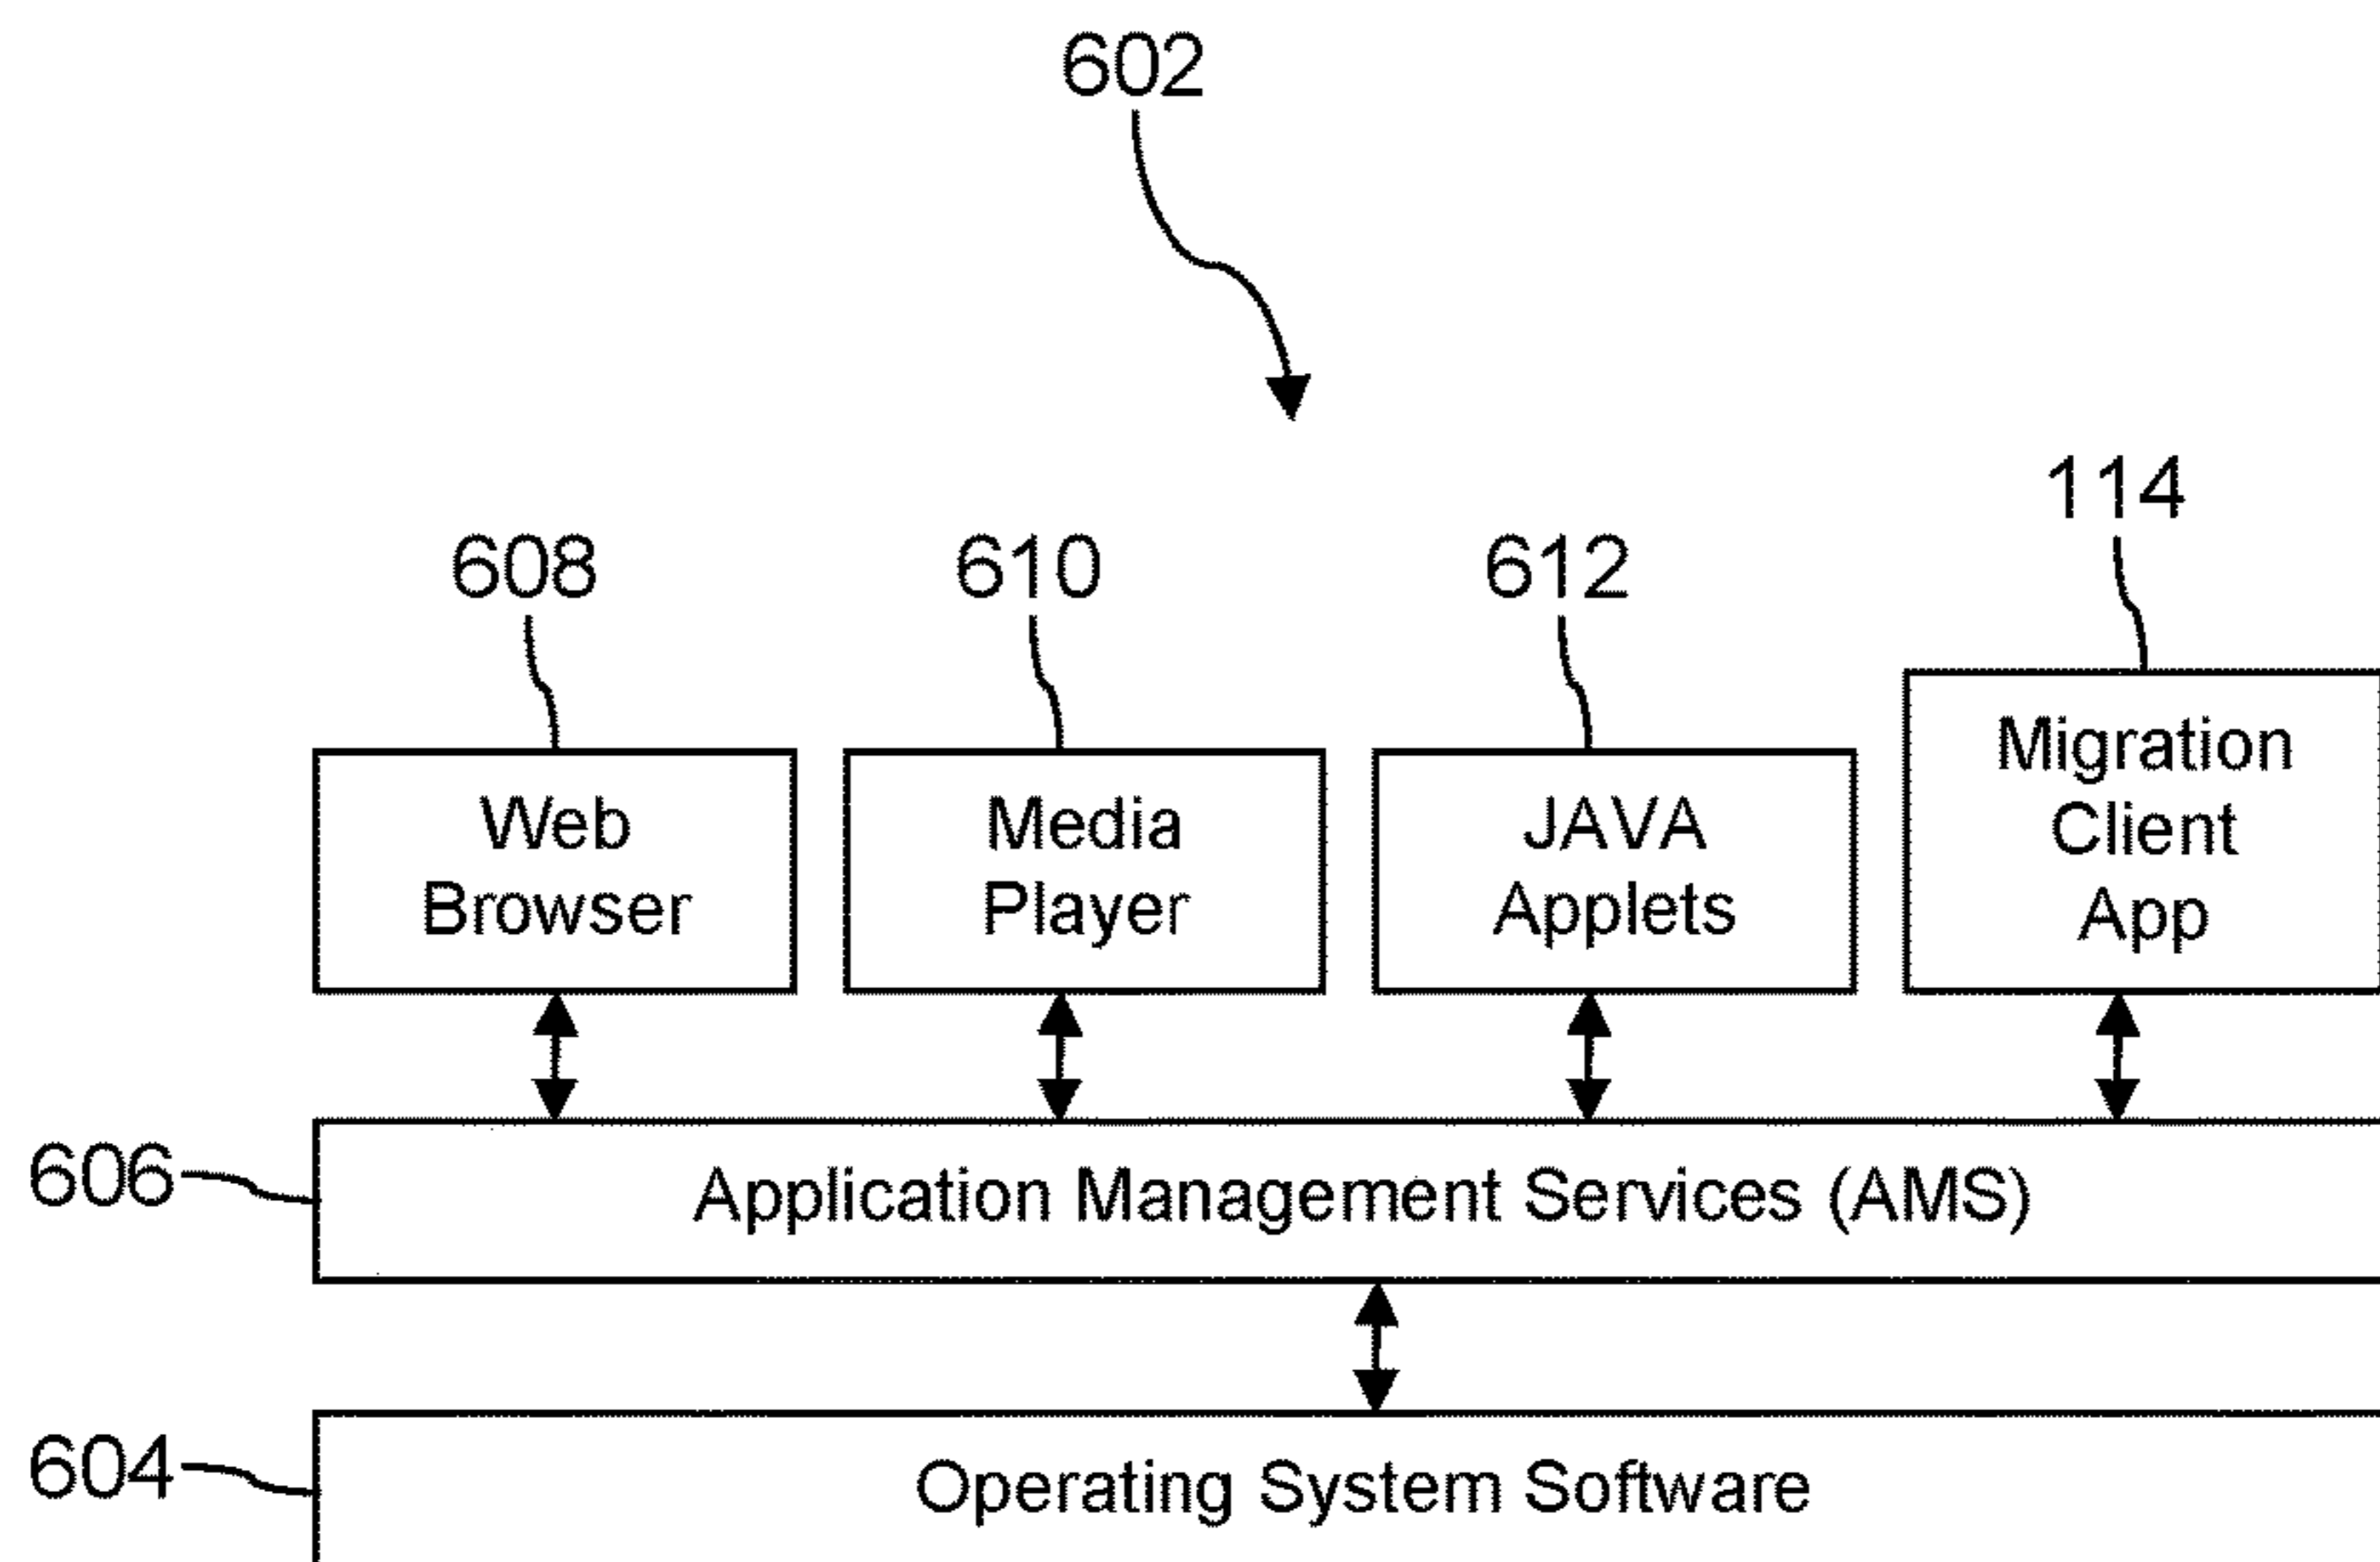 602
114
608
610
612
Migration
Client
App
Web
Browser
Media
Player
JAVA
Applets
606
Application Management Services (AMS)
604
Operating System Software